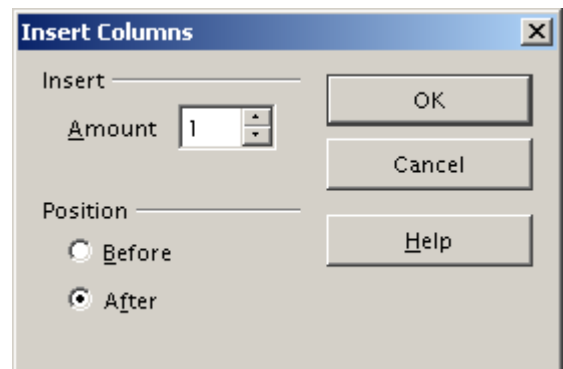 Insert Columns
Insert
Amount 1
Position
Before
After
OK
Cancel
Help